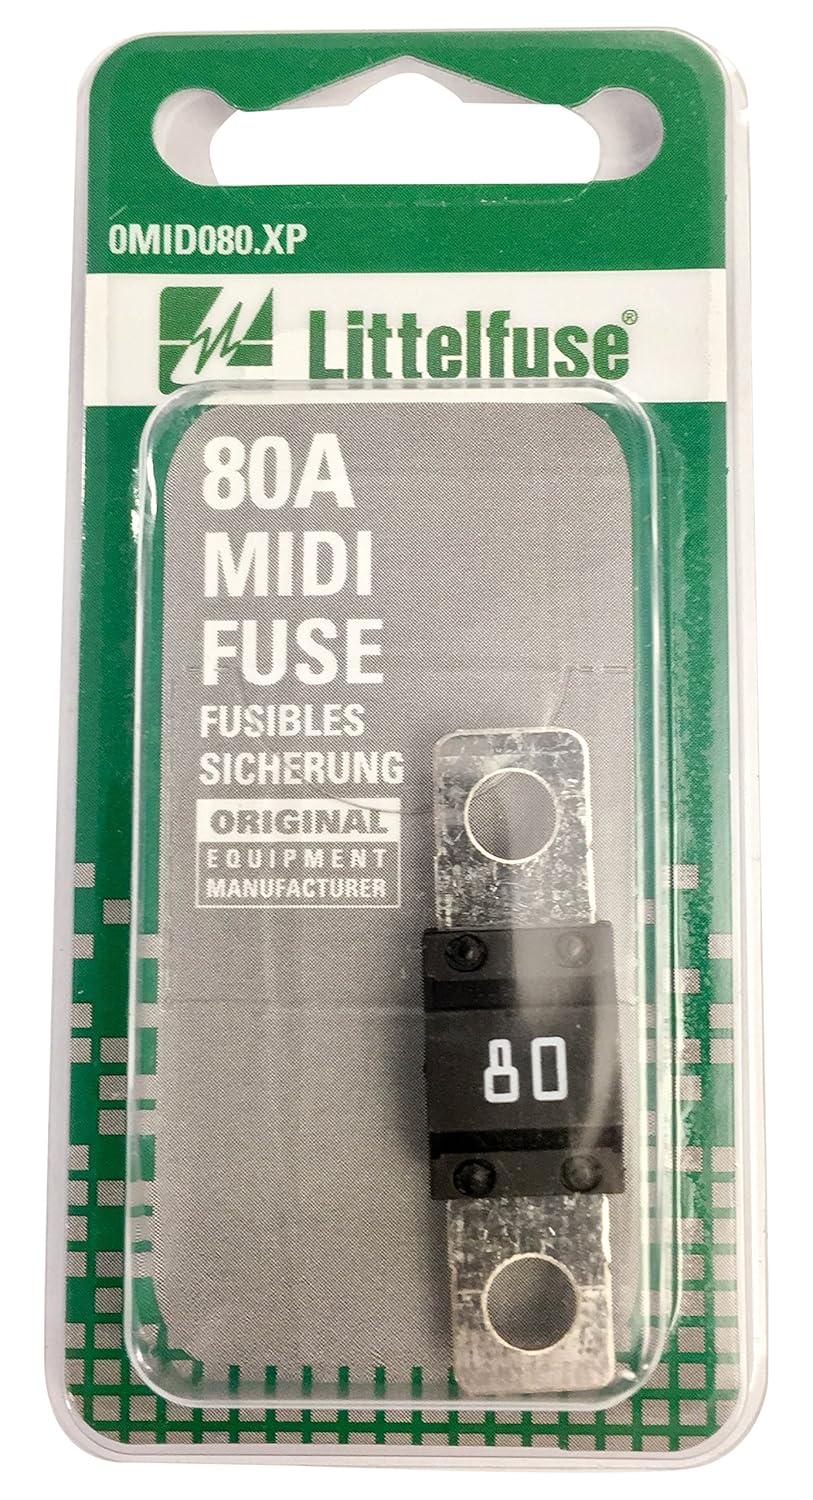 0MID080.XP
Littelfuse®
80A
MIDI
FUSE
FUSIBLES
SICHERUNG
ORIGINAL
EQUIPMENT
MANUFACTURER
80